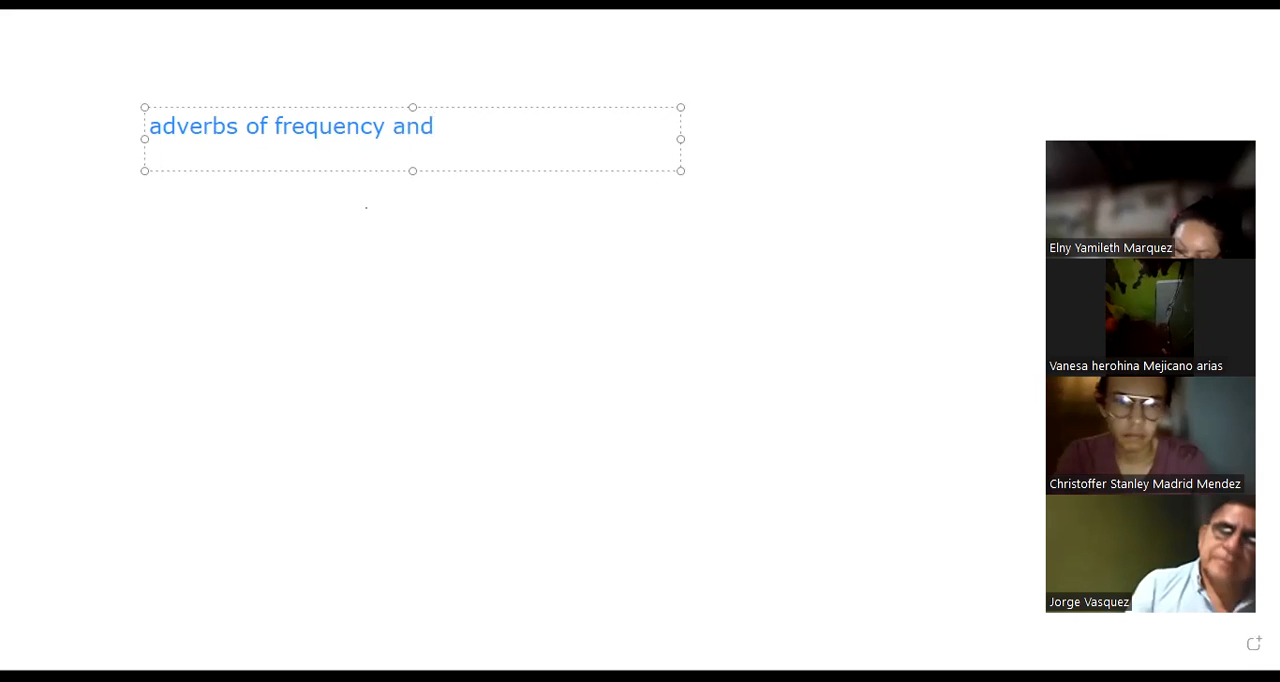 adverbs of frequency and
Elny Yamileth Marquez
Vanesa herohina Mejicano arias
Christoffer Stanley Madrid Mendez
Jorge Vasquez